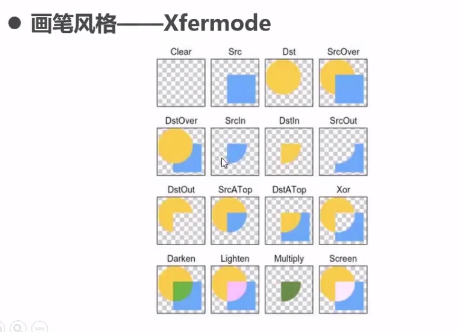 ● 画笔风格——Xfermode
Clear Src Dst SrcOver
DstOver SrcIn DstIn SrcOut
DstOut SrcATop DstATop Xor
Darken Lighten Multiply Screen